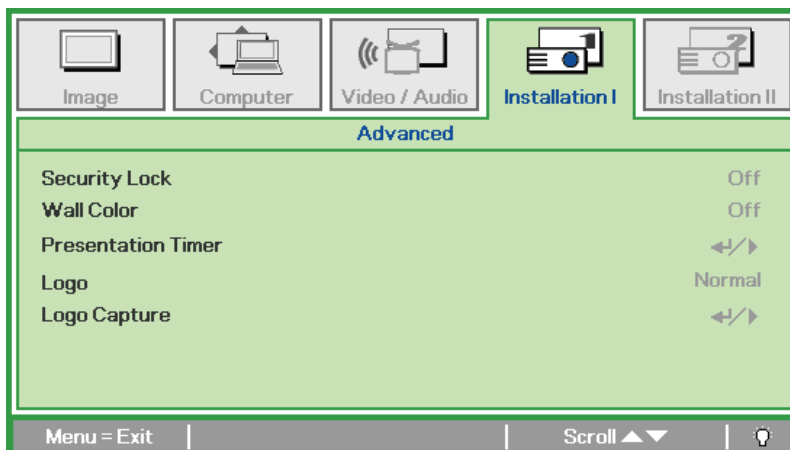 Image
Computer
Video / Audio
Installation I
Installation II
Advanced
Security Lock Off
Wall Color Off
Presentation Timer
Logo Normal
Logo Capture
Menu = Exit Scroll